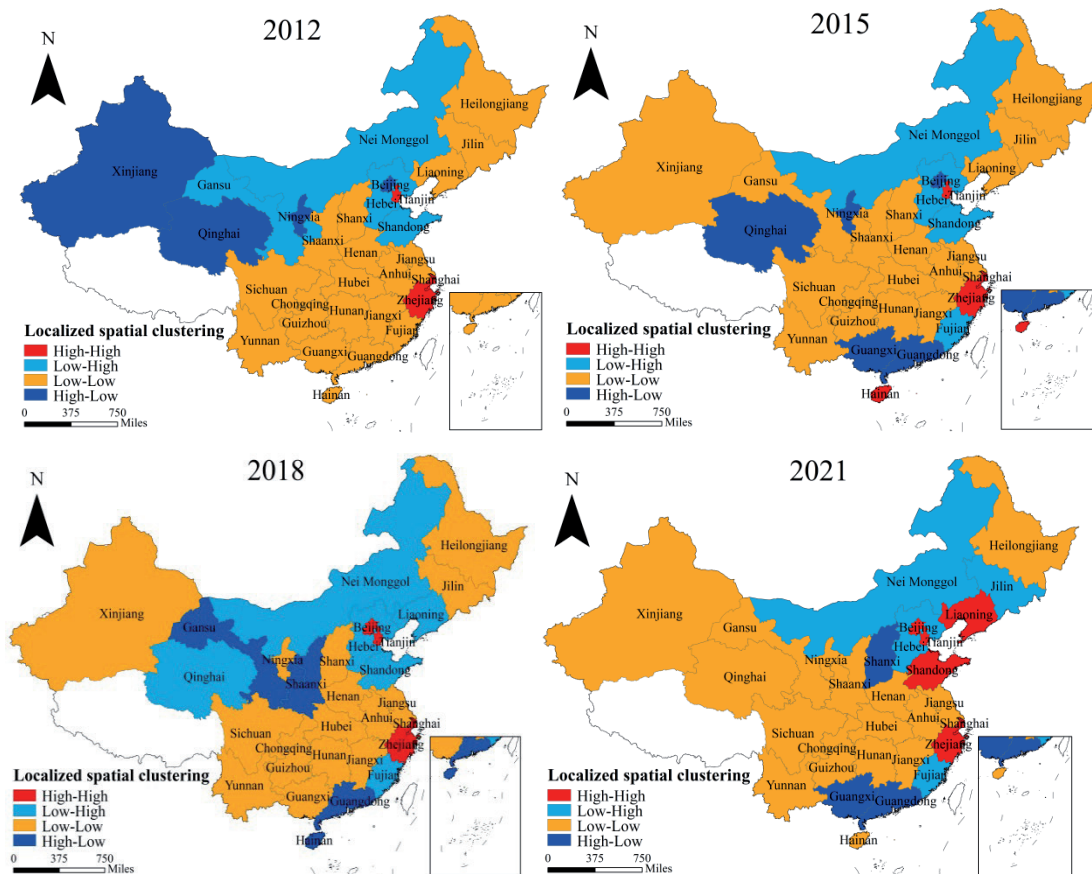 2012
N
Heilongjiang
Nei Monggol
Jilin
Xinjiang
Liaoning
Gansu
Beijing
Tianjin
Hebei
Ningxia
Shanxi
Shandong
Qinghai
Shaanxi
Henan
Jiangsu
Anhui
Shanghai
Hubei
Sichuan
Zhejiang
Chongqing
Hunan
Jiangxi
Guizhou
Fujian
Yunnan
Guangxi
Guangdong
Hainan
Localized spatial clustering
High-High
Low-High
Low-Low
High-Low
0 375 750
Miles
2015
N
Heilongjiang
Nei Monggol
Jilin
Xinjiang
Liaoning
Gansu
Beijing
Tianjin
Hebei
Ningxia
Shanxi
Shandong
Qinghai
Shaanxi
Henan
Jiangsu
Anhui
Shanghai
Hubei
Sichuan
Zhejiang
Chongqing
Hunan
Jiangxi
Guizhou
Fujian
Yunnan
Guangxi
Guangdong
Hainan
Localized spatial clustering
High-High
Low-High
Low-Low
High-Low
0 375 750
Miles
2018
N
Heilongjiang
Nei Monggol
Jilin
Xinjiang
Liaoning
Gansu
Beijing
Tianjin
Hebei
Ningxia
Shanxi
Shandong
Qinghai
Shaanxi
Henan
Jiangsu
Anhui
Shanghai
Hubei
Sichuan
Zhejiang
Chongqing
Hunan
Jiangxi
Guizhou
Fujian
Yunnan
Guangxi
Guangdong
Hainan
Localized spatial clustering
High-High
Low-High
Low-Low
High-Low
0 375 750
Miles
2021
N
Heilongjiang
Nei Monggol
Jilin
Xinjiang
Liaoning
Gansu
Beijing
Tianjin
Hebei
Ningxia
Shanxi
Shandong
Qinghai
Shaanxi
Henan
Jiangsu
Anhui
Shanghai
Hubei
Sichuan
Zhejiang
Chongqing
Hunan
Jiangxi
Guizhou
Fujian
Yunnan
Guangxi
Guangdong
Hainan
Localized spatial clustering
High-High
Low-High
Low-Low
High-Low
0 375 750
Miles